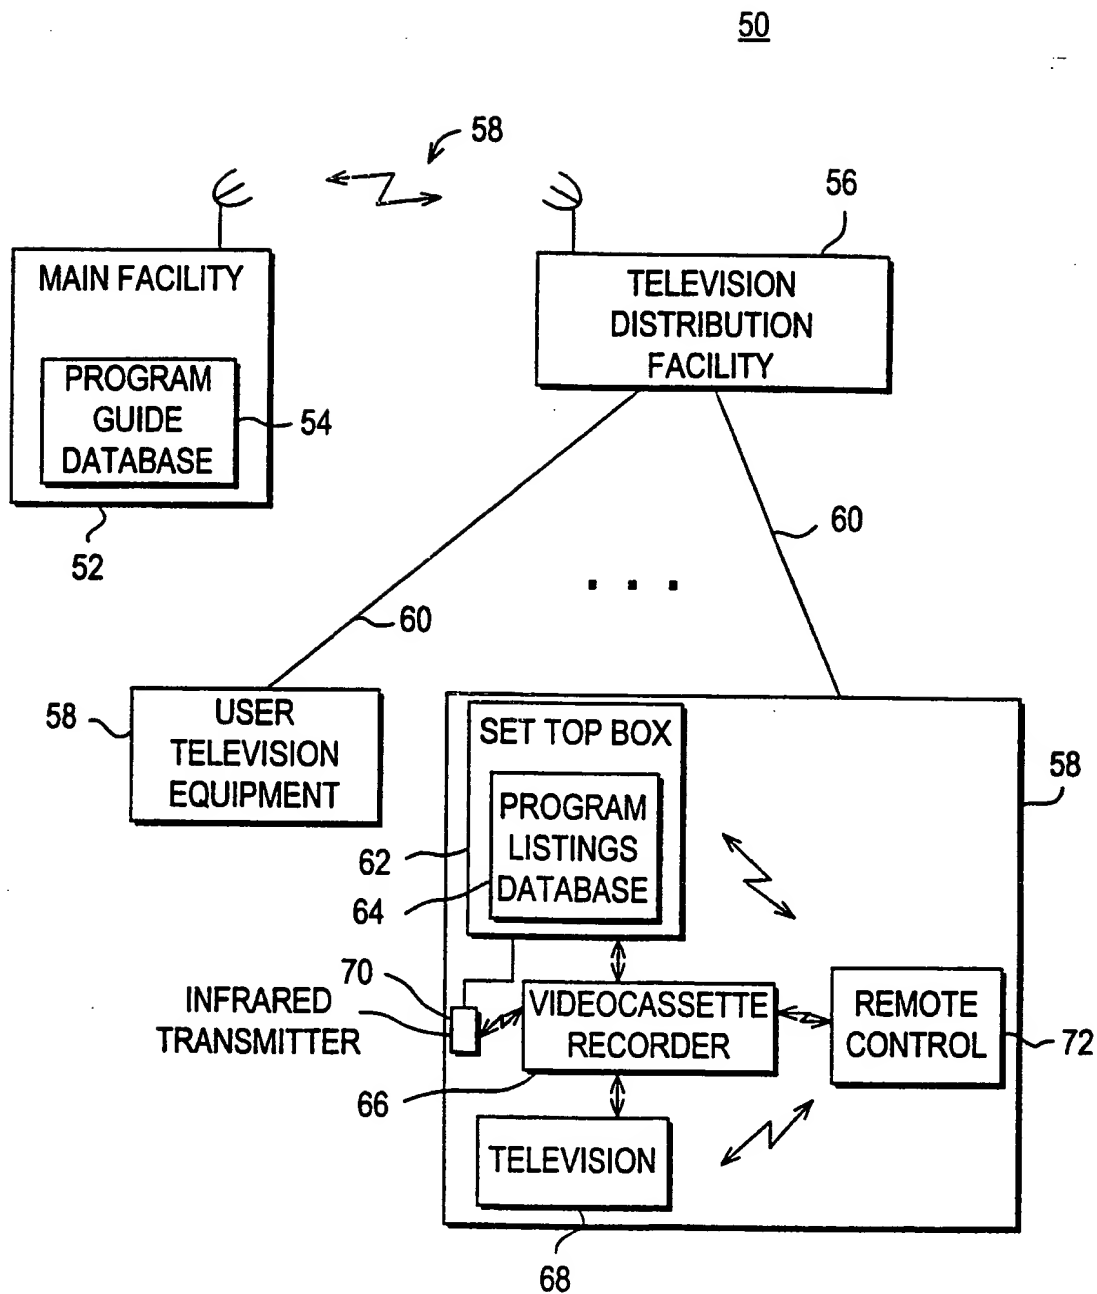 50
58
56
MAIN FACILITY
PROGRAM
GUIDE
DATABASE
54
52
TELEVISION
DISTRIBUTION
FACILITY
60
60
. . .
58
USER
TELEVISION
EQUIPMENT
58
SET TOP BOX
PROGRAM
LISTINGS
DATABASE
62
64
70
INFRARED
TRANSMITTER
VIDEOCASSETTE
RECORDER
66
REMOTE
CONTROL
72
TELEVISION
68